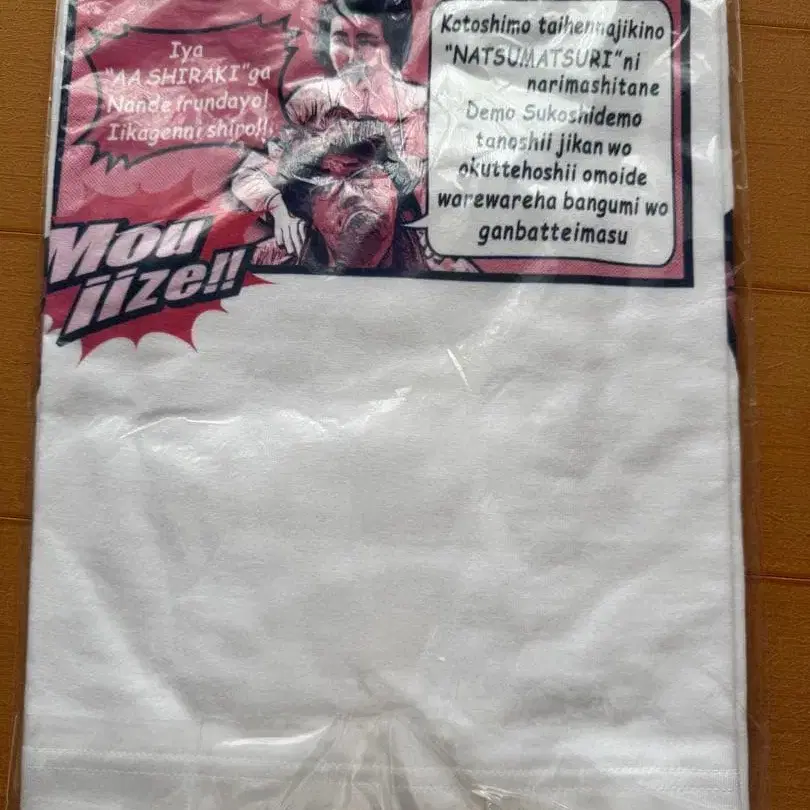 Iya
"AA SHIRAKI"ga
Nande irundayo!
Iikagenni shiro!!
Kotoshimo taihennajikino
"NATSUMATSURI"ni
narimashitane
Demo Sukoshidemo
tanoshii jikan wo
okuttehoshii omoide
warewareha bangumi wo
ganbatteimasu
Mou
iize!!